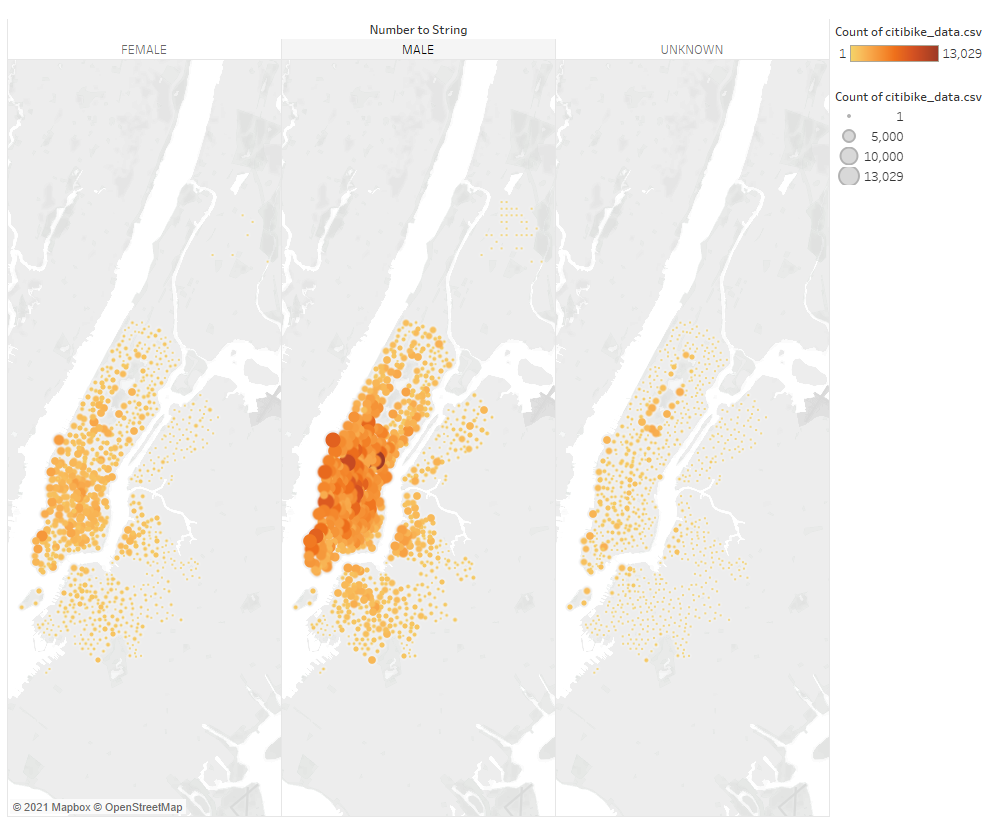 Number to String
FEMALE
MALE
UNKNOWN
Count of citibike_data.csv
1
13,029
Count of citibike_data.csv
1
5,000
10,000
13,029
© 2021 Mapbox © OpenStreetMap